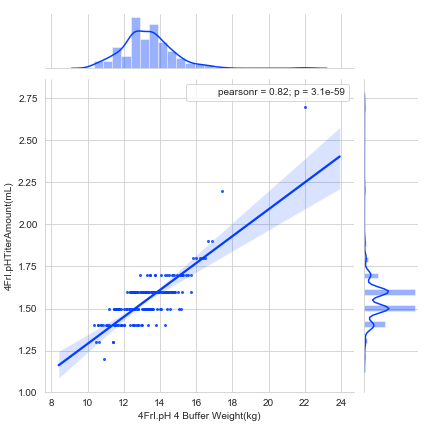 pearsonr = 0.82; p = 3.1e-59
2.75
2.50
2.25
2.00
1.75
1.50
1.25
1.00
4FrI.pHTiterAmount(mL)
8 10 12 14 16 18 20 22 24
4FrI.pH 4 Buffer Weight(kg)